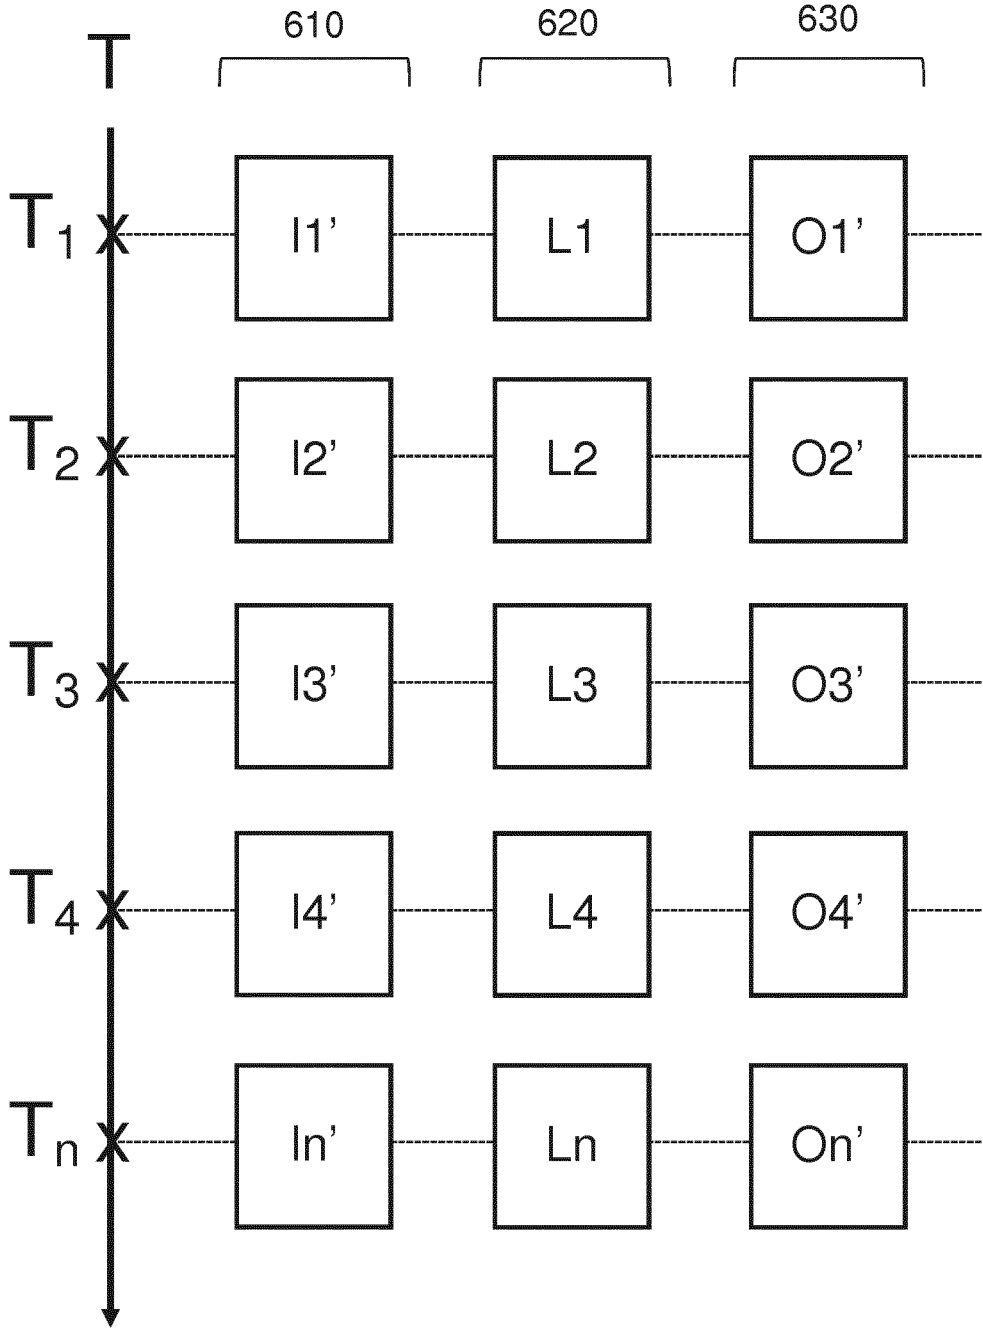 610 620 630
T
T1 X I1’ L1 O1’
T2 X I2’ L2 O2’
T3 X I3’ L3 O3’
T4 X I4’ L4 O4’
Tn X In’ Ln On’